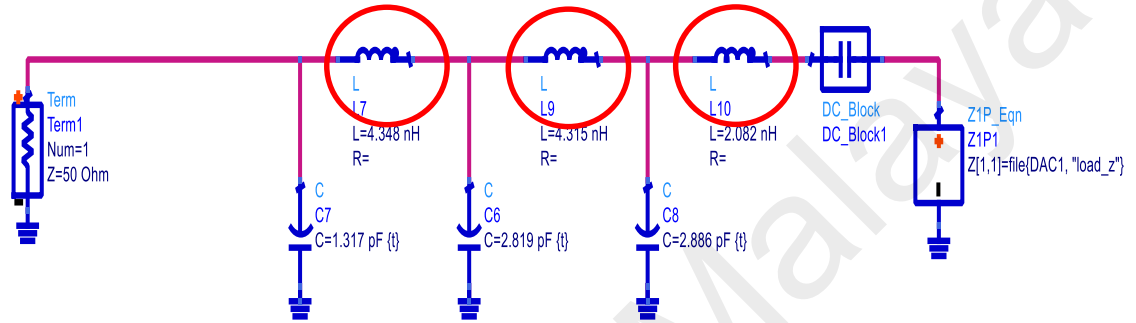 Term
Term1
Num=1
Z=50 Ohm
L
L7
L=4.348 nH
R=
L
L9
L=4.315 nH
R=
L
L10
L=2.082 nH
R=
DC_Block
DC_Block1
Z1P_Eqn
Z1P1
Z[1,1]=file{DAC1, "load_z"}
C
C7
C=1.317 pF {t}
C
C6
C=2.819 pF {t}
C
C8
C=2.886 pF {t}
Malaya